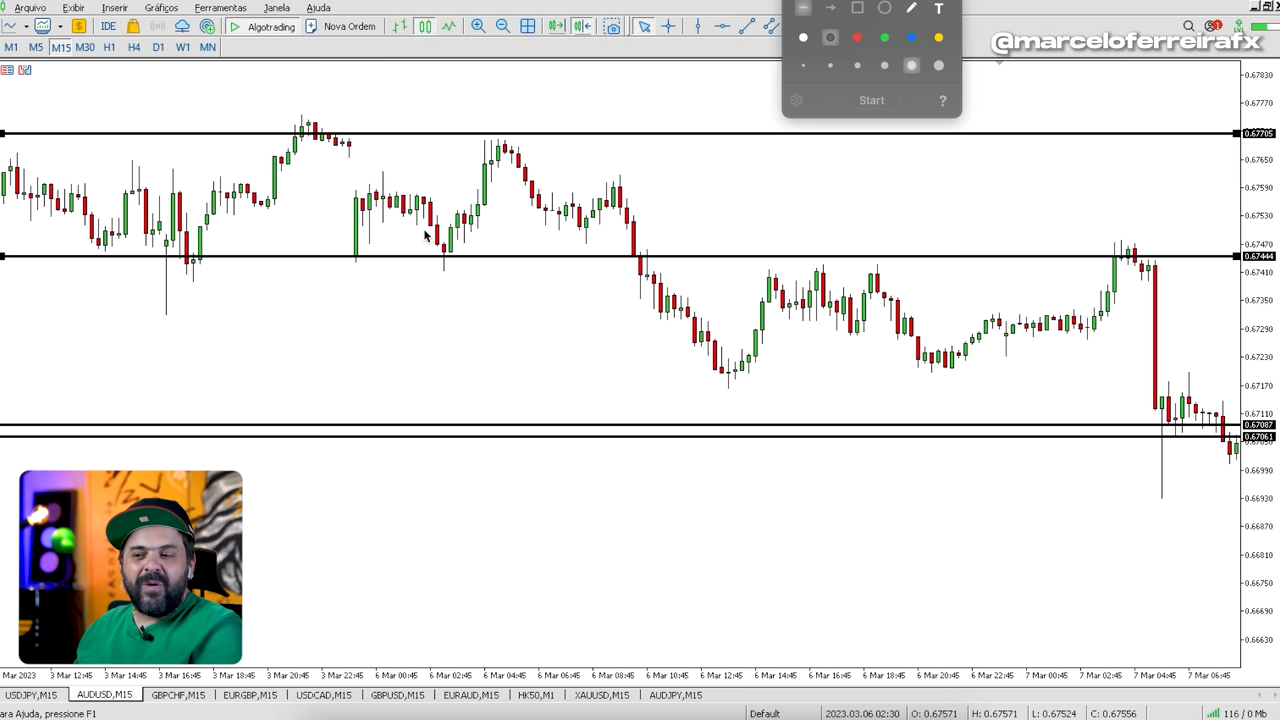 Arquivo Exibir Inserir Gráficos Ferramentas Janela Ajuda
IDE Algotrading Nova Ordem
T
M1 M5 M15 M30 H1 H4 D1 W1 MN
@marceloferreirafx
Start ?
0.67830
0.67770
0.67705
0.67650
0.67590
0.67530
0.67470
0.67444
0.67410
0.67350
0.67290
0.67230
0.67170
0.67110
0.67087
0.67061
0.66990
0.66930
0.66870
0.66810
0.66750
0.66690
0.66630
Mar 2023 3 Mar 12:45 3 Mar 14:45 3 Mar 16:45 3 Mar 18:45 3 Mar 20:45 3 Mar 22:45 6 Mar 00:45 6 Mar 02:45 6 Mar 04:45 6 Mar 06:45 6 Mar 08:45 6 Mar 10:45 6 Mar 12:45 6 Mar 14:45 6 Mar 16:45 6 Mar 18:45 6 Mar 20:45 6 Mar 22:45 7 Mar 00:45 7 Mar 02:45 7 Mar 04:45 7 Mar 06:45
USDJPY,M15 AUDUSD,M15 GBPCHF,M15 EURGBP,M15 USDCAD,M15 GBPUSD,M15 EURAUD,M15 HK50,M1 XAUUSD,M15 AUDJPY,M15
ara Ajuda, pressione F1 Default 2023.03.06 02:30 O: 0.67571 H: 0.67571 L: 0.67524 C: 0.67556 116 / 0 Mb